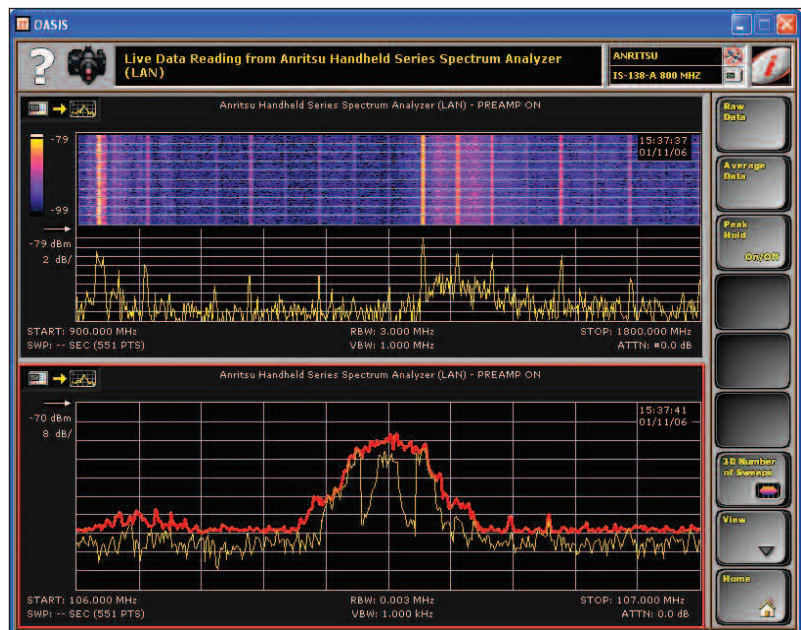 OASIS
Live Data Reading from Anritsu Handheld Series Spectrum Analyzer
(LAN)
ANRITSU
IS-138-A 800 MHZ
Anritsu Handheld Series Spectrum Analyzer (LAN) - PREAMP ON
-79
-99
15:37:37
01/11/06
-79 dBm
2 dB/
START: 900.000 MHz
RBW: 3.000 MHz
STOP: 1800.000 MHz
SWP: -- SEC (551 PTS)
VBW: 1.000 MHz
ATTN: #0.0 dB
Anritsu Handheld Series Spectrum Analyzer (LAN) - PREAMP ON
-70 dBm
8 dB/
15:37:41
01/11/06
START: 106.000 MHz
RBW: 0.003 MHz
STOP: 107.000 MHz
SWP: -- SEC (551 PTS)
VBW: 1.000 kHz
ATTN: 0.0 dB
Raw
Data
Average
Data
Peak
Hold
On/Off
3D Number
of Sweeps
View
Home